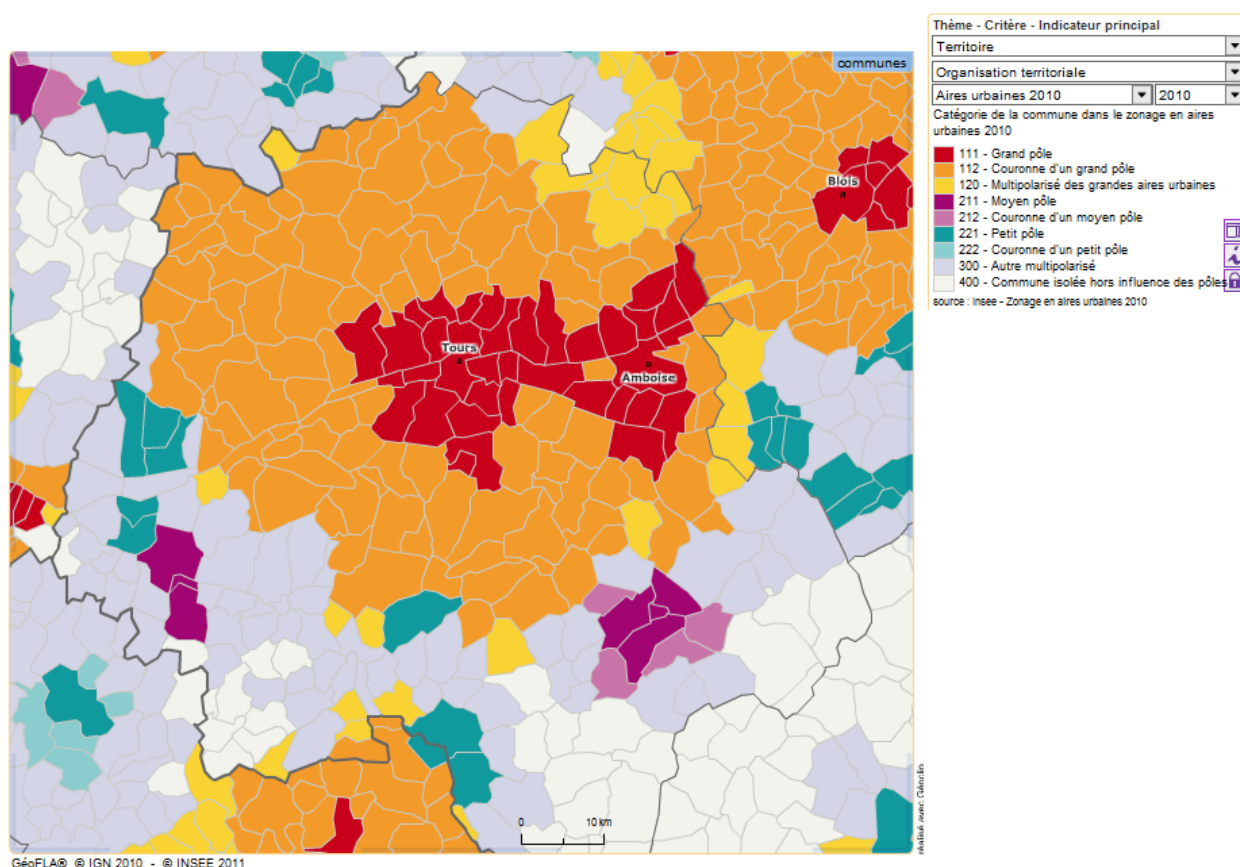 Thème - Critère - Indicateur principal
Territoire
Organisation territoriale
Aires urbaines 2010 2010
Catégorie de la commune dans le zonage en aires
urbaines 2010
111 - Grand pôle
112 - Couronne d'un grand pôle
120 - Multipolarisé des grandes aires urbaines
211 - Moyen pôle
212 - Couronne d'un moyen pôle
221 - Petit pôle
222 - Couronne d'un petit pôle
300 - Autre multipolarisé
400 - Commune isolée hors influence des pôles
source : Insee - Zonage en aires urbaines 2010
communes
Blois
Tours
Amboise
0 10 km
réalisé avec Géoclip
GéoFLA® © IGN 2010 - © INSEE 2011